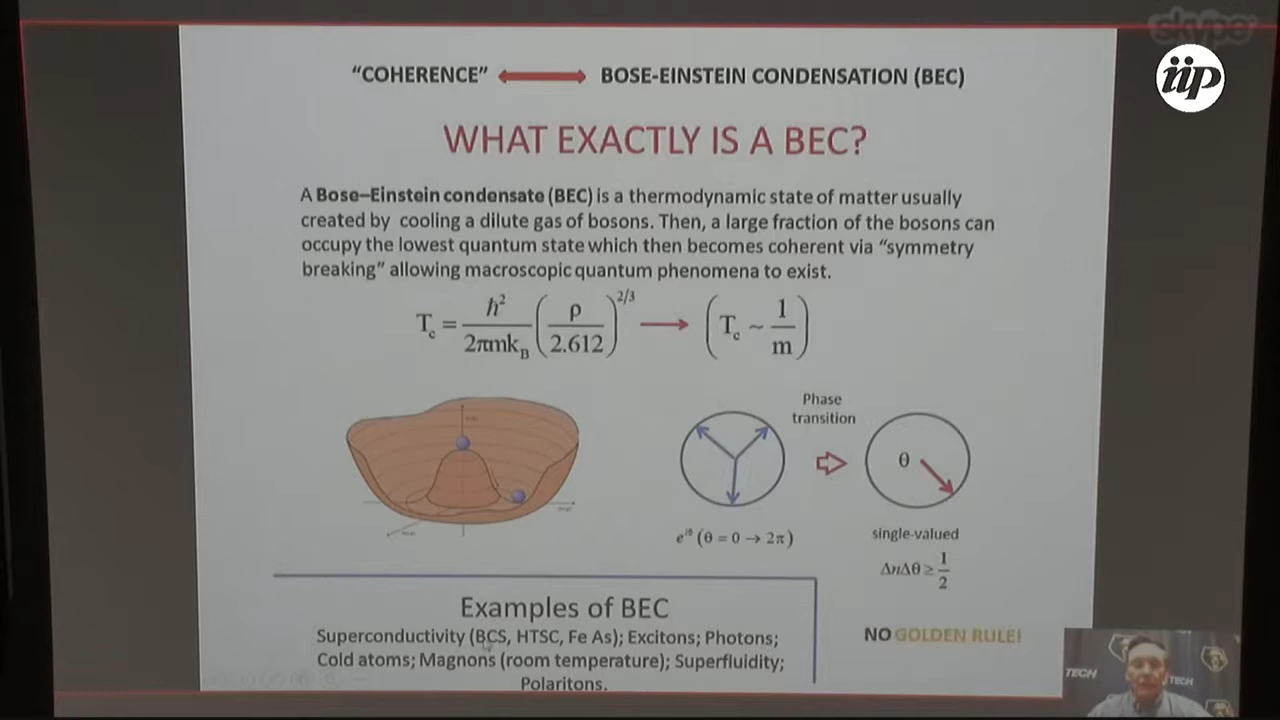 skype
iip
"COHERENCE" ⟷ BOSE-EINSTEIN CONDENSATION (BEC)
WHAT EXACTLY IS A BEC?
A Bose–Einstein condensate (BEC) is a thermodynamic state of matter usually
created by cooling a dilute gas of bosons. Then, a large fraction of the bosons can
occupy the lowest quantum state which then becomes coherent via "symmetry
breaking" allowing macroscopic quantum phenomena to exist.
T_c = ħ²/(2πmk_B) (ρ/2.612)^{2/3} → (T_c ~ 1/m)
Phase
transition
θ
e^{iθ} (θ = 0 → 2π)
single-valued
ΔnΔθ ≥ 1/2
Examples of BEC
Superconductivity (BCS, HTSC, Fe As); Excitons; Photons;
Cold atoms; Magnons (room temperature); Superfluidity;
Polaritons.
NO GOLDEN RULE!
TECH
TECH